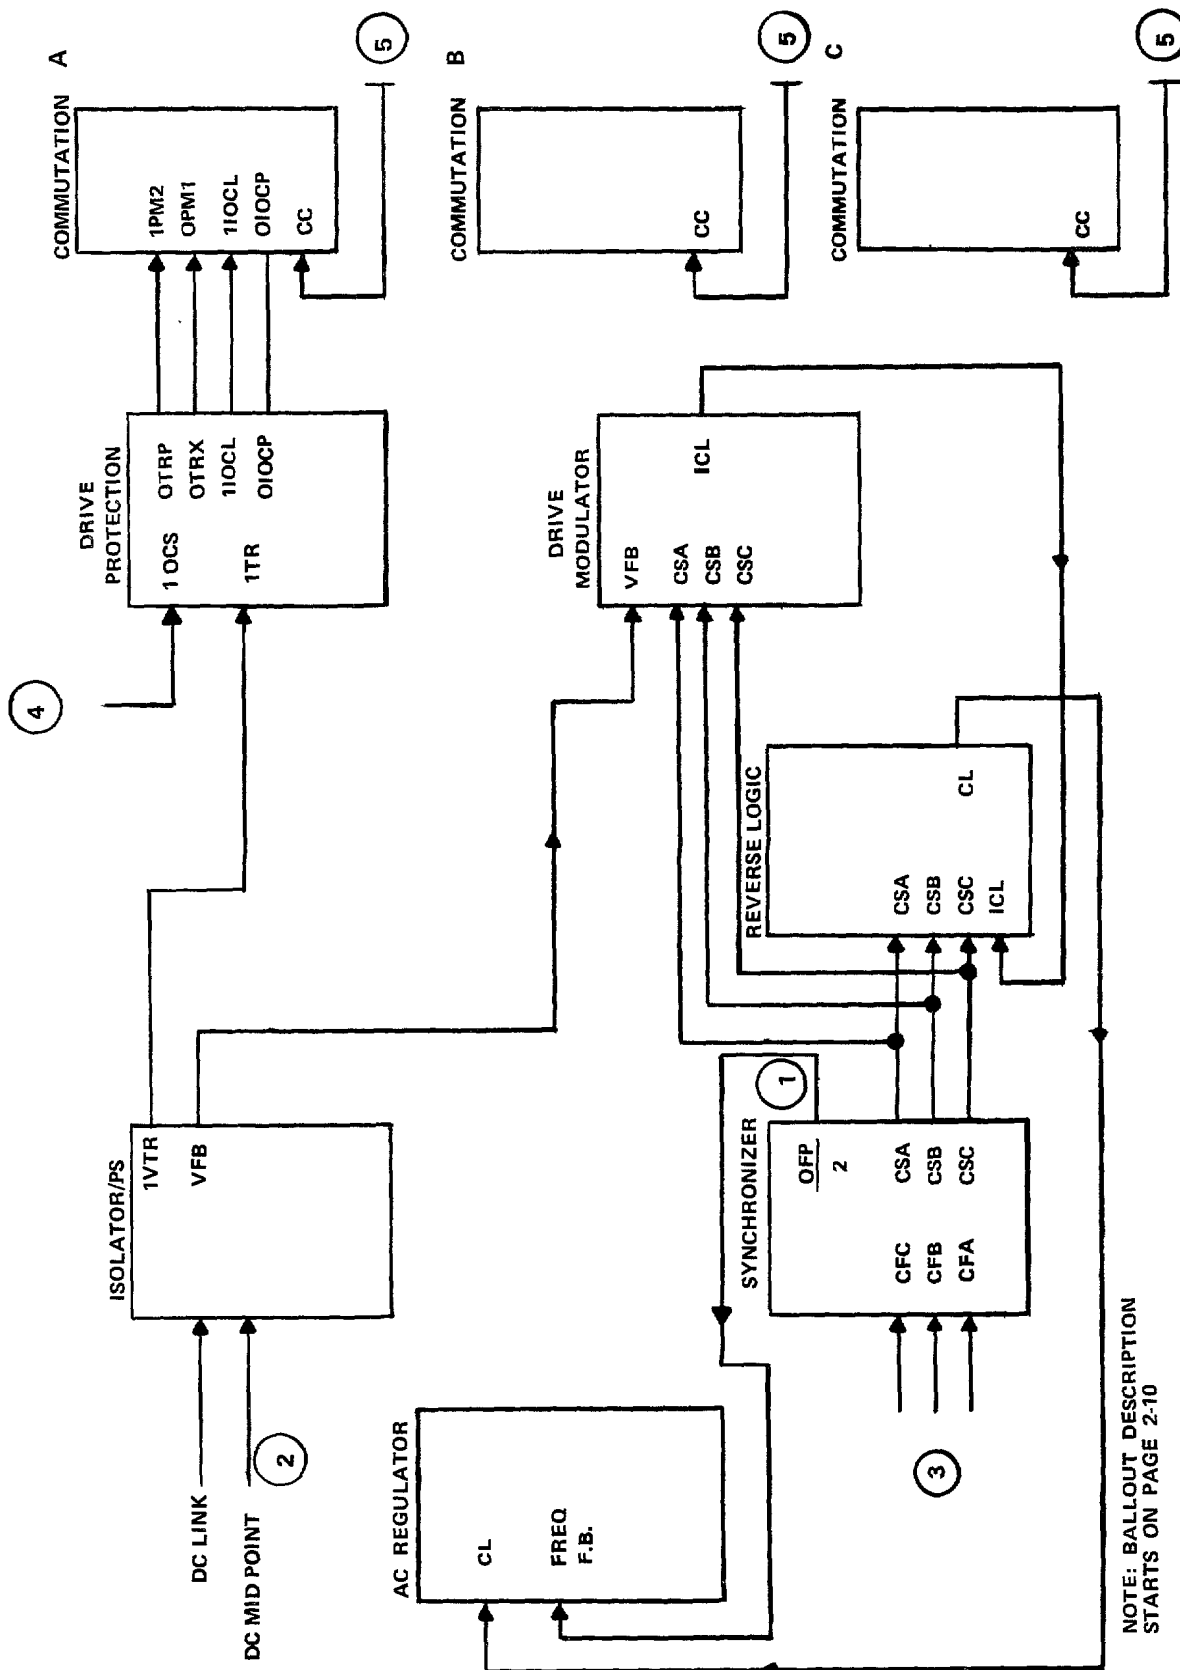 DC LINK
DC MID POINT
2
ISOLATOR/PS
1VTR
VFB
4
DRIVE
PROTECTION
1 OCS
1TR
OTRP
OTRX
1IOCL
OIOCP
COMMUTATION A
1PM2
OPM1
1IOCL
OIOCP
CC
5
AC REGULATOR
CL
FREQ
F.B.
DRIVE
MODULATOR
VFB
CSA
CSB
CSC
ICL
COMMUTATION B
CC
5
3
SYNCHRONIZER
1
OFP
2
CFC
CFB
CFA
CSA
CSB
CSC
REVERSE LOGIC
CSA
CSB
CSC
ICL
CL
COMMUTATION C
CC
5
NOTE: BALLOUT DESCRIPTION
STARTS ON PAGE 2-10